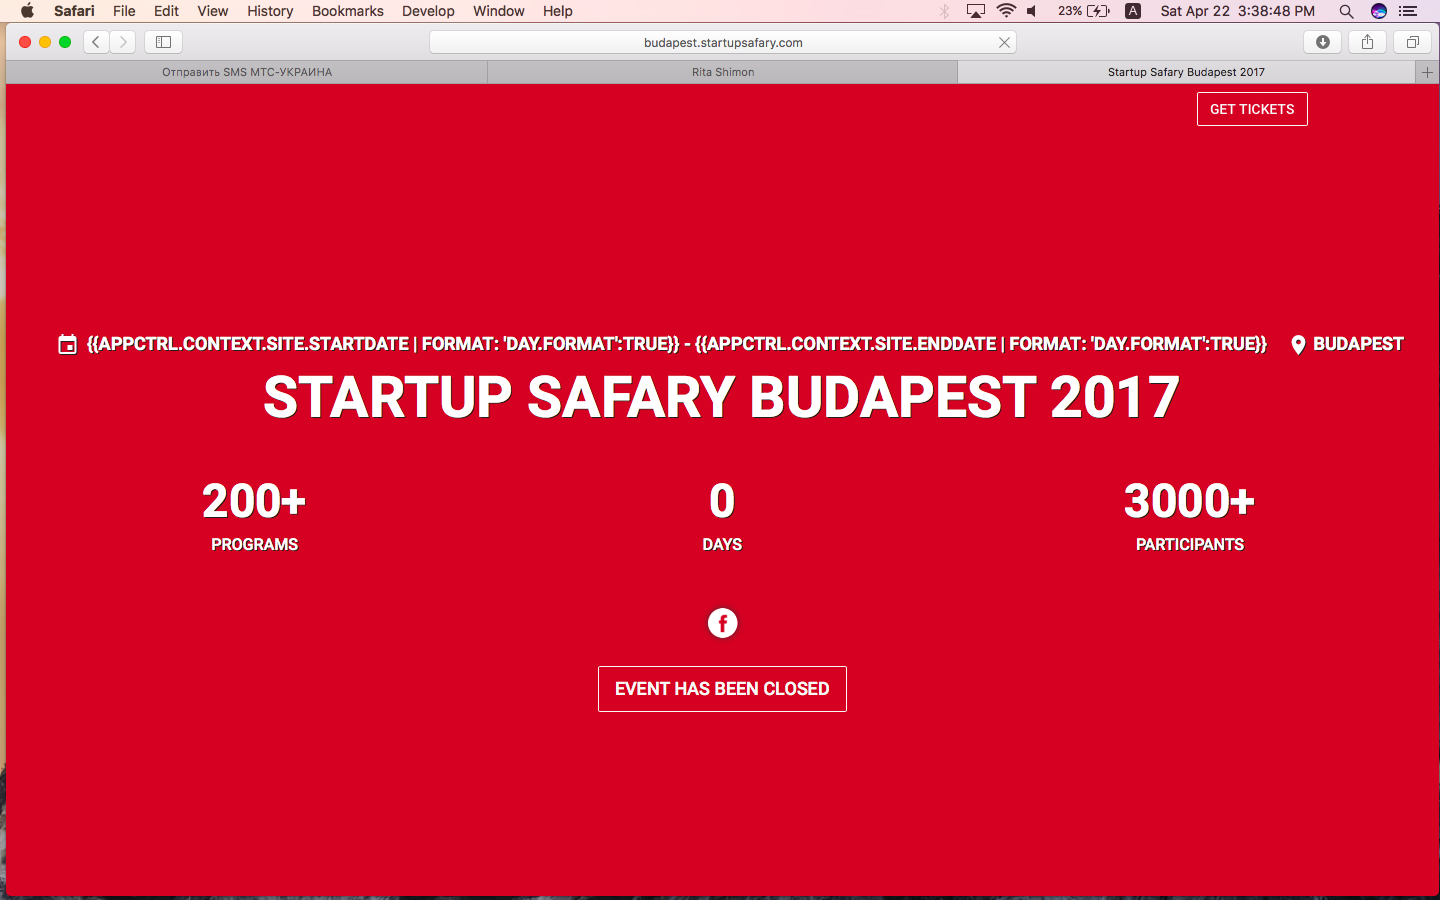 Safari File Edit View History Bookmarks Develop Window Help 23% A Sat Apr 22 3:38:48 PM
budapest.startupsafary.com
Отправить SMS МТС-УКРАИНА Rita Shimon Startup Safary Budapest 2017
GET TICKETS
{{APPCTRL.CONTEXT.SITE.STARTDATE | FORMAT: 'DAY.FORMAT':TRUE}} - {{APPCTRL.CONTEXT.SITE.ENDDATE | FORMAT: 'DAY.FORMAT':TRUE}} BUDAPEST
STARTUP SAFARY BUDAPEST 2017
200+ 0 3000+
PROGRAMS DAYS PARTICIPANTS
EVENT HAS BEEN CLOSED